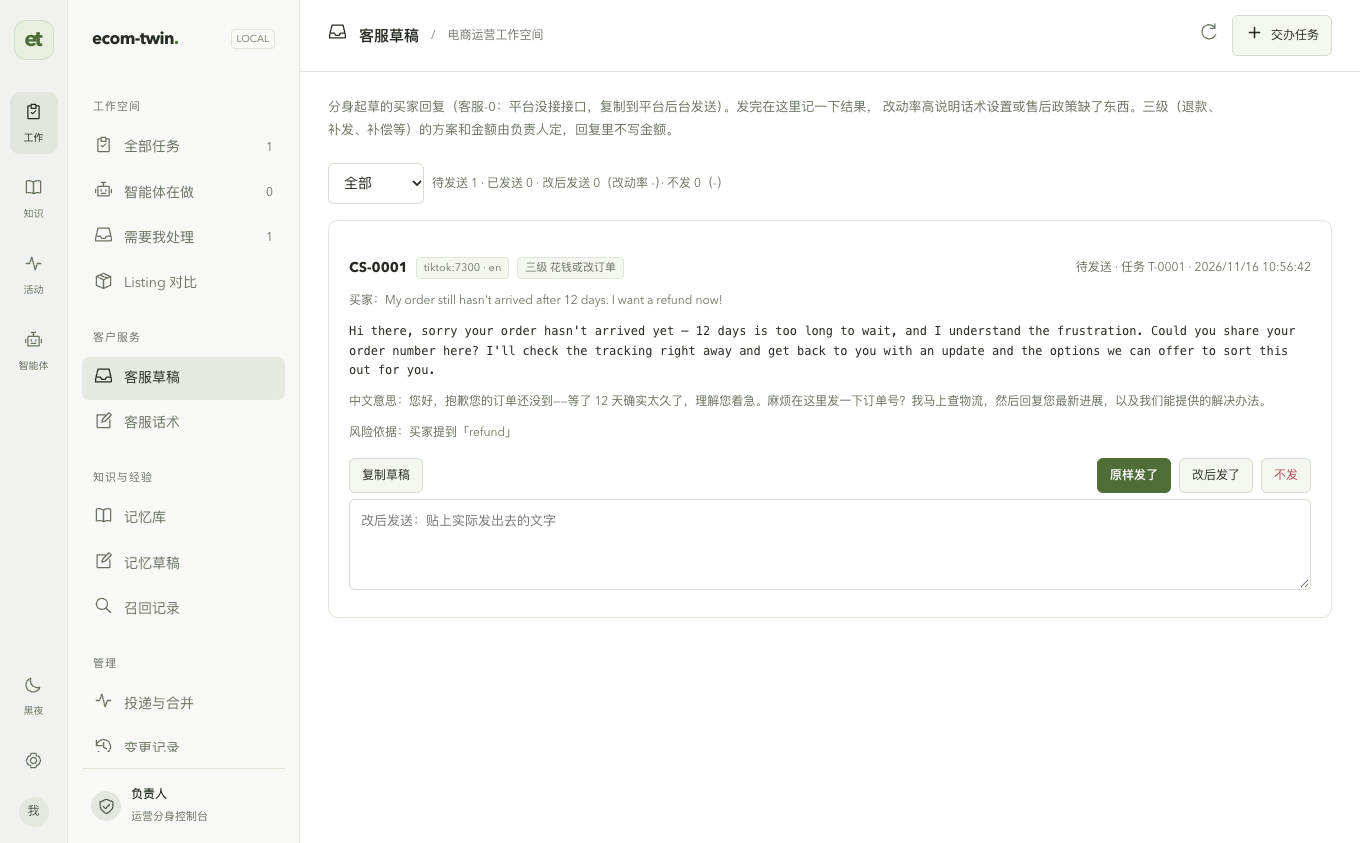 et
工作
知识
活动
智能体
黑夜
我
ecom-twin.
LOCAL
工作空间
全部任务 1
智能体在做 0
需要我处理 1
Listing 对比
客户服务
客服草稿
客服话术
知识与经验
记忆库
记忆草稿
召回记录
管理
投递与合并
变更记录
负责人
运营分身控制台
客服草稿 / 电商运营工作空间
交办任务
分身起草的买家回复（客服-0：平台没接接口，复制到平台后台发送）。发完在这里记一下结果， 改动率高说明话术设置或售后政策缺了东西。三级（退款、
补发、补偿等）的方案和金额由负责人定，回复里不写金额。
全部
待发送 1 · 已发送 0 · 改后发送 0（改动率 -）· 不发 0（-）
CS-0001 tiktok:7300 · en 三级 花钱或改订单 待发送 · 任务 T-0001 · 2026/11/16 10:56:42
买家：My order still hasn't arrived after 12 days. I want a refund now!
Hi there, sorry your order hasn't arrived yet — 12 days is too long to wait, and I understand the frustration. Could you share your
order number here? I'll check the tracking right away and get back to you with an update and the options we can offer to sort this
out for you.
中文意思：您好，抱歉您的订单还没到——等了 12 天确实太久了，理解您着急。麻烦在这里发一下订单号？我马上查物流，然后回复您最新进展，以及我们能提供的解决办法。
风险依据：买家提到「refund」
复制草稿 原样发了 改后发了 不发
改后发送：贴上实际发出去的文字